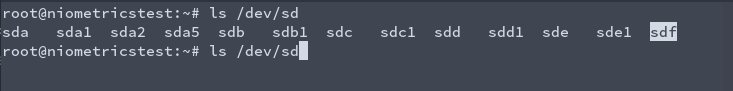 root@niometricstest:~# ls /dev/sd
sda sda1 sda2 sda5 sdb sdb1 sdc sdc1 sdd sdd1 sde sde1 sdf
root@niometricstest:~# ls /dev/sd